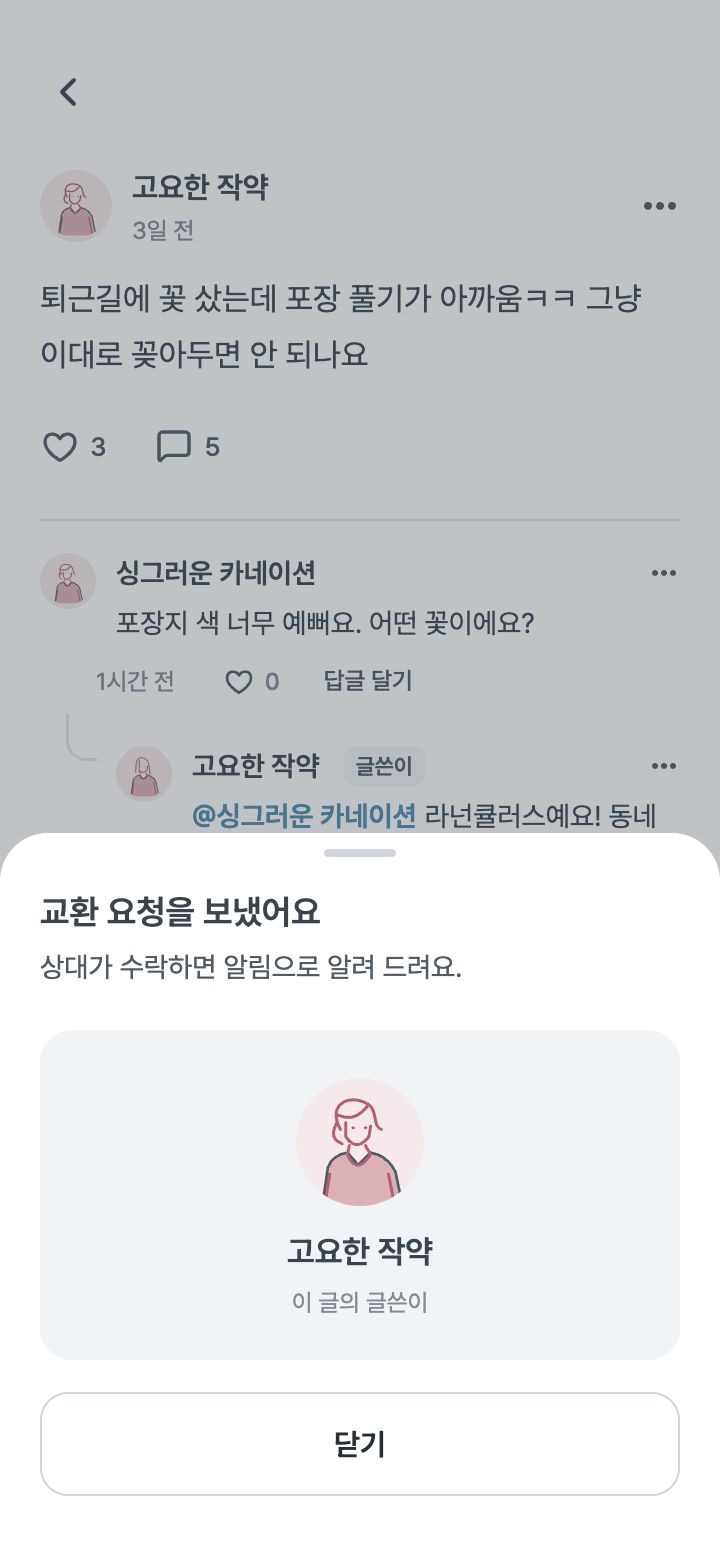 고요한 작약
3일 전
퇴근길에 꽃 샀는데 포장 풀기가 아까움ㅋㅋ 그냥
이대로 꽂아두면 안 되나요
3 5
싱그러운 카네이션
포장지 색 너무 예뻐요. 어떤 꽃이에요?
1시간 전 0 답글 달기
고요한 작약 글쓴이
@싱그러운 카네이션 라넌큘러스예요! 동네
교환 요청을 보냈어요
상대가 수락하면 알림으로 알려 드려요.
고요한 작약
이 글의 글쓴이
닫기